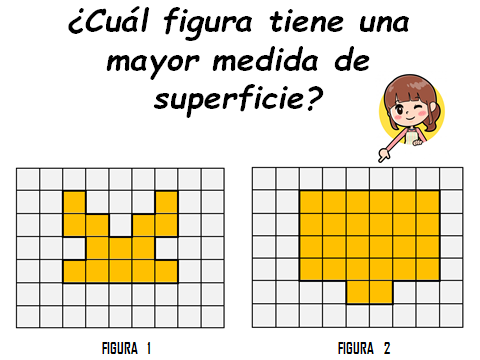 ¿Cuál figura tiene una
mayor medida de
superficie?
FIGURA 1
FIGURA 2